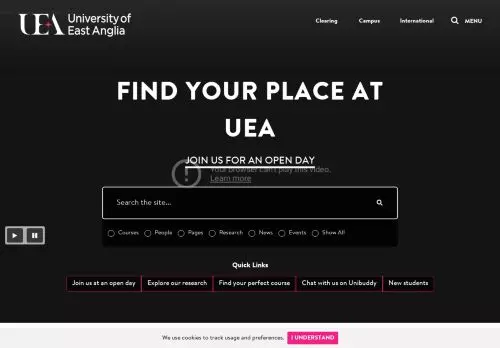 UEA University of
East Anglia
Clearing Campus International MENU
FIND YOUR PLACE AT
UEA
JOIN US FOR AN OPEN DAY
Your browser can't play this video.
Learn more
Search the site...
Courses People Pages Research News Events Show All
Quick Links
Join us at an open day Explore our research Find your perfect course Chat with us on Unibuddy New students
We use cookies to track usage and preferences. I UNDERSTAND